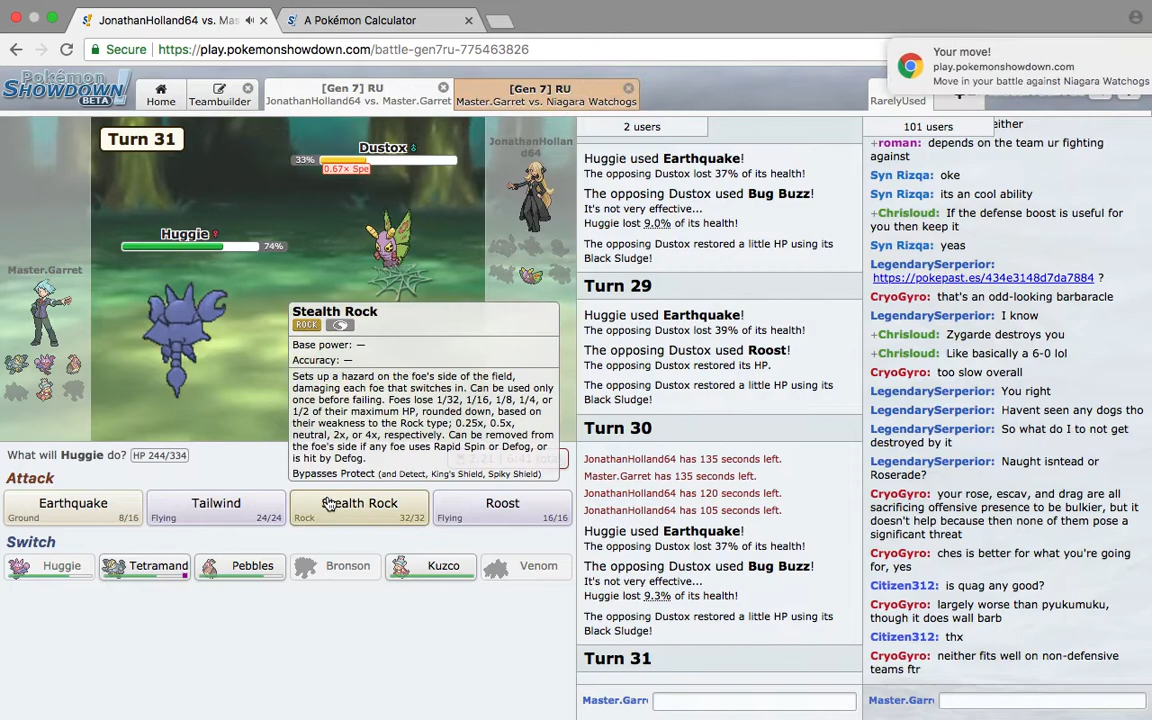 JonathanHolland64 vs. Mas
A Pokémon Calculator
Secure
https://play.pokemonshowdown.com/battle-gen7ru-775463826
Your move!
play.pokemonshowdown.com
Move in your battle against Niagara Watchogs
Pokémon
SHOWDOWN!
BETA
Home
Teambuilder
[Gen 7] RU
JonathanHolland64 vs. Master.Garret
[Gen 7] RU
Master.Garret vs. Niagara Watchogs
RarelyUsed
Turn 31
Dustox
33%
0.67× Spe
JonathanHolland64
Huggie
74%
Master.Garret
Stealth Rock
ROCK
Base power: —
Accuracy: —
Sets up a hazard on the foe's side of the field,
damaging each foe that switches in. Can be used only
once before failing. Foes lose 1/32, 1/16, 1/8, 1/4, or
1/2 of their maximum HP, rounded down, based on
their weakness to the Rock type; 0.25x, 0.5x,
neutral, 2x, or 4x, respectively. Can be removed from
the foe's side if any foe uses Rapid Spin or Defog, or
is hit by Defog.
Bypasses Protect (and Detect, King's Shield, Spiky Shield)
What will Huggie do?
HP 244/334
Attack
Earthquake
Ground
8/16
Tailwind
Flying
24/24
Stealth Rock
Rock
32/32
Roost
Flying
16/16
Switch
Huggie
Tetramand
Pebbles
Bronson
Kuzco
Venom
2 users
Huggie used Earthquake!
The opposing Dustox lost 37% of its health!
The opposing Dustox used Bug Buzz!
It's not very effective...
Huggie lost 9.0% of its health!
The opposing Dustox restored a little HP using its
Black Sludge!
Turn 29
Huggie used Earthquake!
The opposing Dustox lost 39% of its health!
The opposing Dustox used Roost!
The opposing Dustox restored its HP.
The opposing Dustox restored a little HP using its
Black Sludge!
Turn 30
JonathanHolland64 has 135 seconds left.
Master.Garret has 135 seconds left.
JonathanHolland64 has 120 seconds left.
JonathanHolland64 has 105 seconds left.
Huggie used Earthquake!
The opposing Dustox lost 37% of its health!
The opposing Dustox used Bug Buzz!
It's not very effective...
Huggie lost 9.3% of its health!
The opposing Dustox restored a little HP using its
Black Sludge!
Turn 31
Master.Garr
101 users
either
+roman: depends on the team ur fighting
against
Syn Rizqa: oke
Syn Rizqa: its an cool ability
+Chrisloud: If the defense boost is useful for
you then keep it
Syn Rizqa: yeas
LegendarySerperior:
https://pokepast.es/434e3148d7da7884 ?
CryoGyro: that's an odd-looking barbaracle
LegendarySerperior: I know
+Chrisloud: Zygarde destroys you
+Chrisloud: Like basically a 6-0 lol
CryoGyro: too slow overall
LegendarySerperior: You right
LegendarySerperior: Havent seen any dogs tho
LegendarySerperior: So what do I to not get
destroyed by it
LegendarySerperior: Naught isntead or
Roserade?
CryoGyro: your rose, escav, and drag are all
sacrificing offensive presence to be bulkier, but it
doesn't help because then none of them pose a
significant threat
CryoGyro: ches is better for what you're going
for, yes
Citizen312: is quag any good?
CryoGyro: largely worse than pyukumuku,
though it does wall barb
Citizen312: thx
CryoGyro: neither fits well on non-defensive
teams ftr
Master.Garr